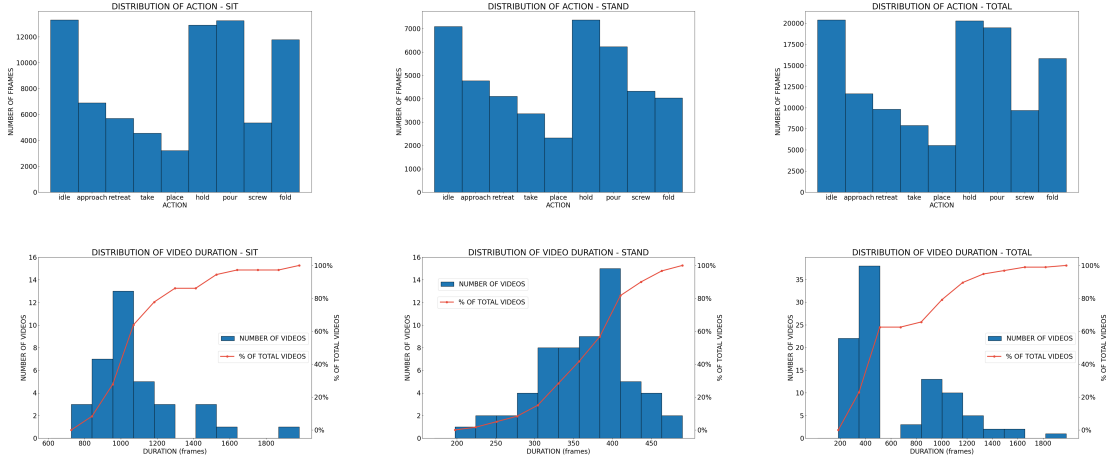 DISTRIBUTION OF ACTION - SIT
NUMBER OF FRAMES
12000
10000
8000
6000
4000
2000
0
idle approach retreat take place hold pour screw fold
ACTION
DISTRIBUTION OF ACTION - STAND
NUMBER OF FRAMES
7000
6000
5000
4000
3000
2000
1000
0
idle approach retreat take place hold pour screw fold
ACTION
DISTRIBUTION OF ACTION - TOTAL
NUMBER OF FRAMES
20000
17500
15000
12500
10000
7500
5000
2500
0
idle approach retreat take place hold pour screw fold
ACTION
DISTRIBUTION OF VIDEO DURATION - SIT
NUMBER OF VIDEOS
16
14
12
10
8
6
4
2
0
600 800 1000 1200 1400 1600 1800
DURATION (frames)
100%
80%
60%
40%
20%
0%
% OF TOTAL VIDEOS
NUMBER OF VIDEOS
% OF TOTAL VIDEOS
DISTRIBUTION OF VIDEO DURATION - STAND
NUMBER OF VIDEOS
16
14
12
10
8
6
4
2
0
200 250 300 350 400 450
DURATION (frames)
100%
80%
60%
40%
20%
0%
% OF TOTAL VIDEOS
NUMBER OF VIDEOS
% OF TOTAL VIDEOS
DISTRIBUTION OF VIDEO DURATION - TOTAL
NUMBER OF VIDEOS
35
30
25
20
15
10
5
0
200 400 600 800 1000 1200 1400 1600 1800
DURATION (frames)
100%
80%
60%
40%
20%
0%
% OF TOTAL VIDEOS
NUMBER OF VIDEOS
% OF TOTAL VIDEOS